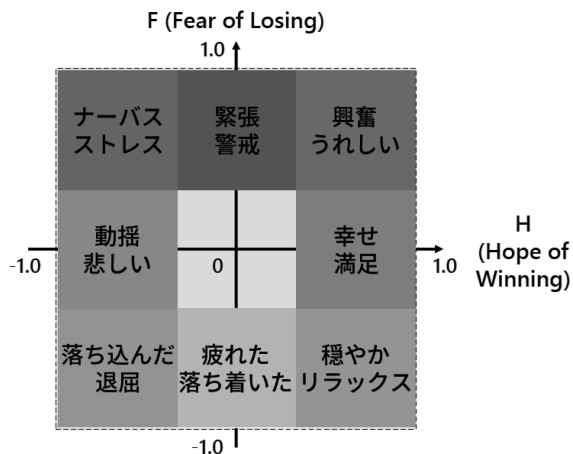 F (Fear of Losing)
1.0
ナーバス
ストレス
緊張
警戒
興奮
うれしい
動揺
悲しい
幸せ
満足
H
(Hope of
Winning)
-1.0
0
1.0
落ち込んだ
退屈
疲れた
落ち着いた
穏やか
リラックス
-1.0